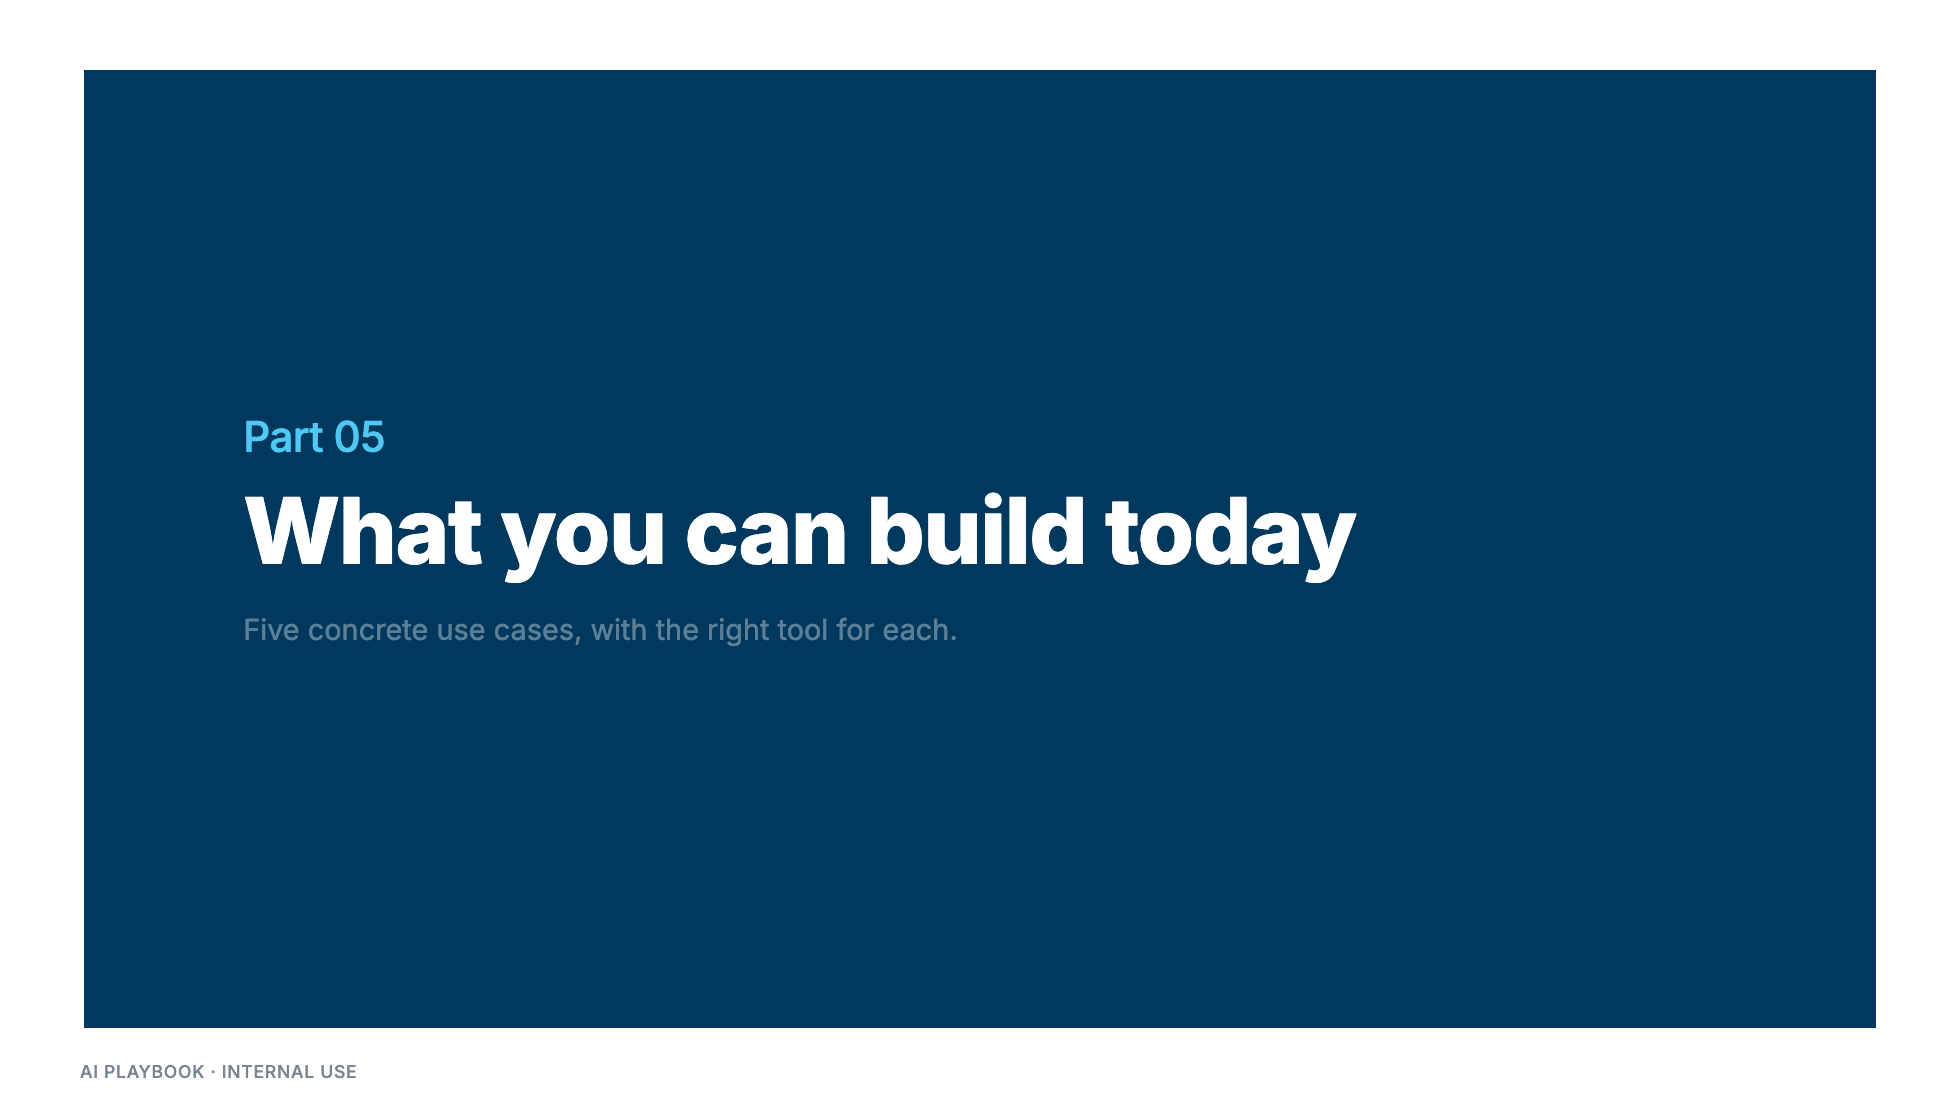 Part 05
What you can build today
Five concrete use cases, with the right tool for each.
AI PLAYBOOK · INTERNAL USE